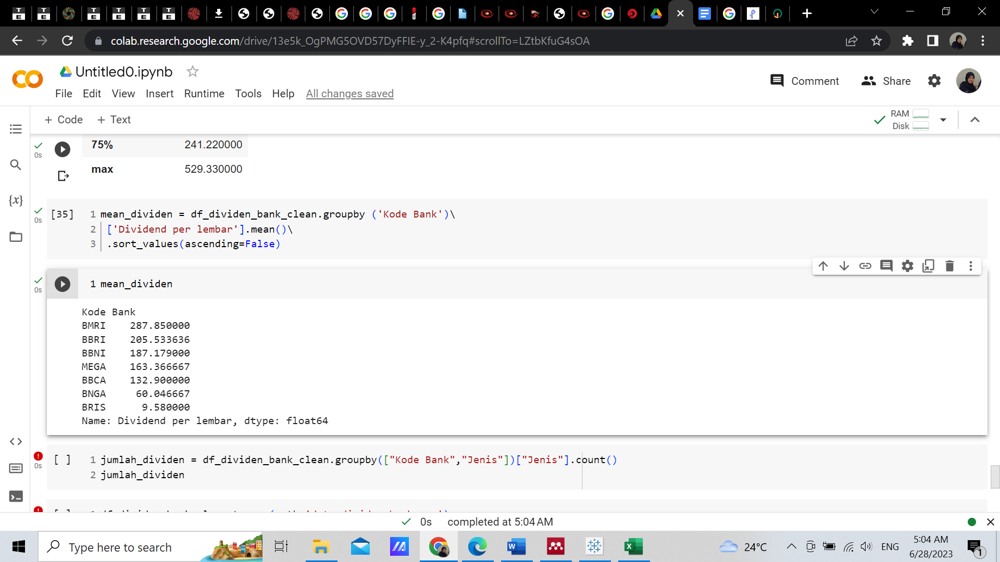 colab.research.google.com/drive/13e5k_OgPMG5OVD57DyFFlE-y_2-K4pfq#scrollTo=LZtbKfuG4sOA
Untitled0.ipynb
Comment
Share
File Edit View Insert Runtime Tools Help All changes saved
+ Code + Text
RAM
Disk
0s
75% 241.220000
max 529.330000
0s
[35]
1 mean_dividen = df_dividen_bank_clean.groupby ('Kode Bank')\
2 ['Dividend per lembar'].mean()\
3 .sort_values(ascending=False)
0s
1 mean_dividen
Kode Bank
BMRI 287.850000
BBRI 205.533636
BBNI 187.179000
MEGA 163.366667
BBCA 132.900000
BNGA 60.046667
BRIS 9.580000
Name: Dividend per lembar, dtype: float64
0s
[ ]
1 jumlah_dividen = df_dividen_bank_clean.groupby(["Kode Bank","Jenis"])["Jenis"].count()
2 jumlah_dividen
0s completed at 5:04 AM
Type here to search
24°C
ENG
5:04 AM
6/28/2023
1